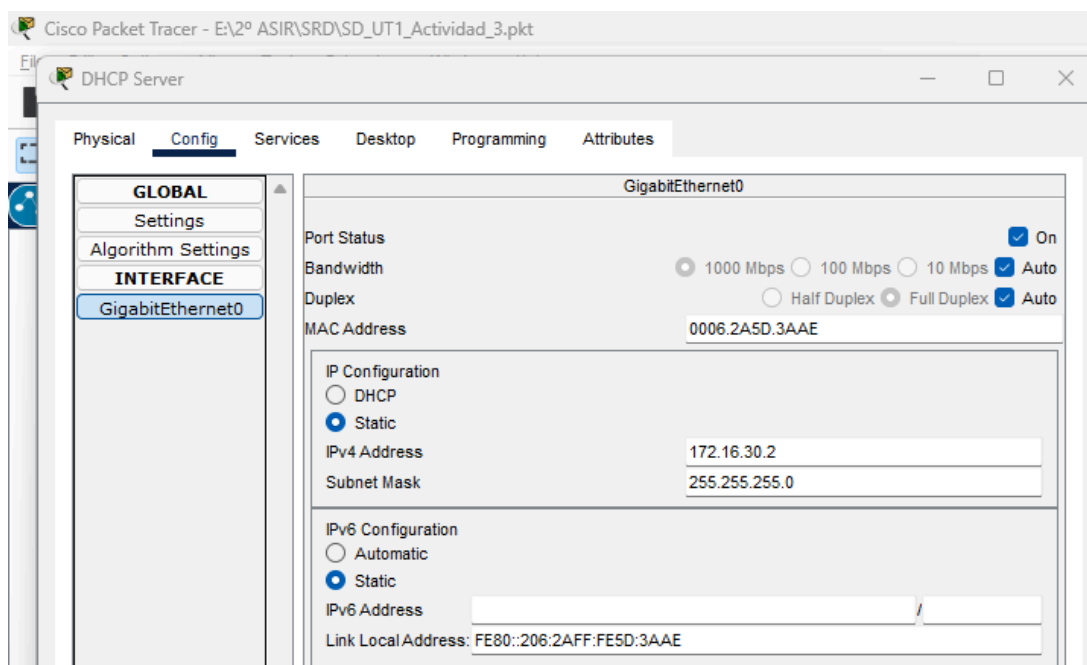 Cisco Packet Tracer - E:\2º ASIR\SRD\SD_UT1_Actividad_3.pkt
DHCP Server
Physical Config Services Desktop Programming Attributes
GLOBAL
Settings
Algorithm Settings
INTERFACE
GigabitEthernet0
GigabitEthernet0
Port Status On
Bandwidth 1000 Mbps 100 Mbps 10 Mbps Auto
Duplex Half Duplex Full Duplex Auto
MAC Address 0006.2A5D.3AAE
IP Configuration
DHCP
Static
IPv4 Address 172.16.30.2
Subnet Mask 255.255.255.0
IPv6 Configuration
Automatic
Static
IPv6 Address /
Link Local Address: FE80::206:2AFF:FE5D:3AAE